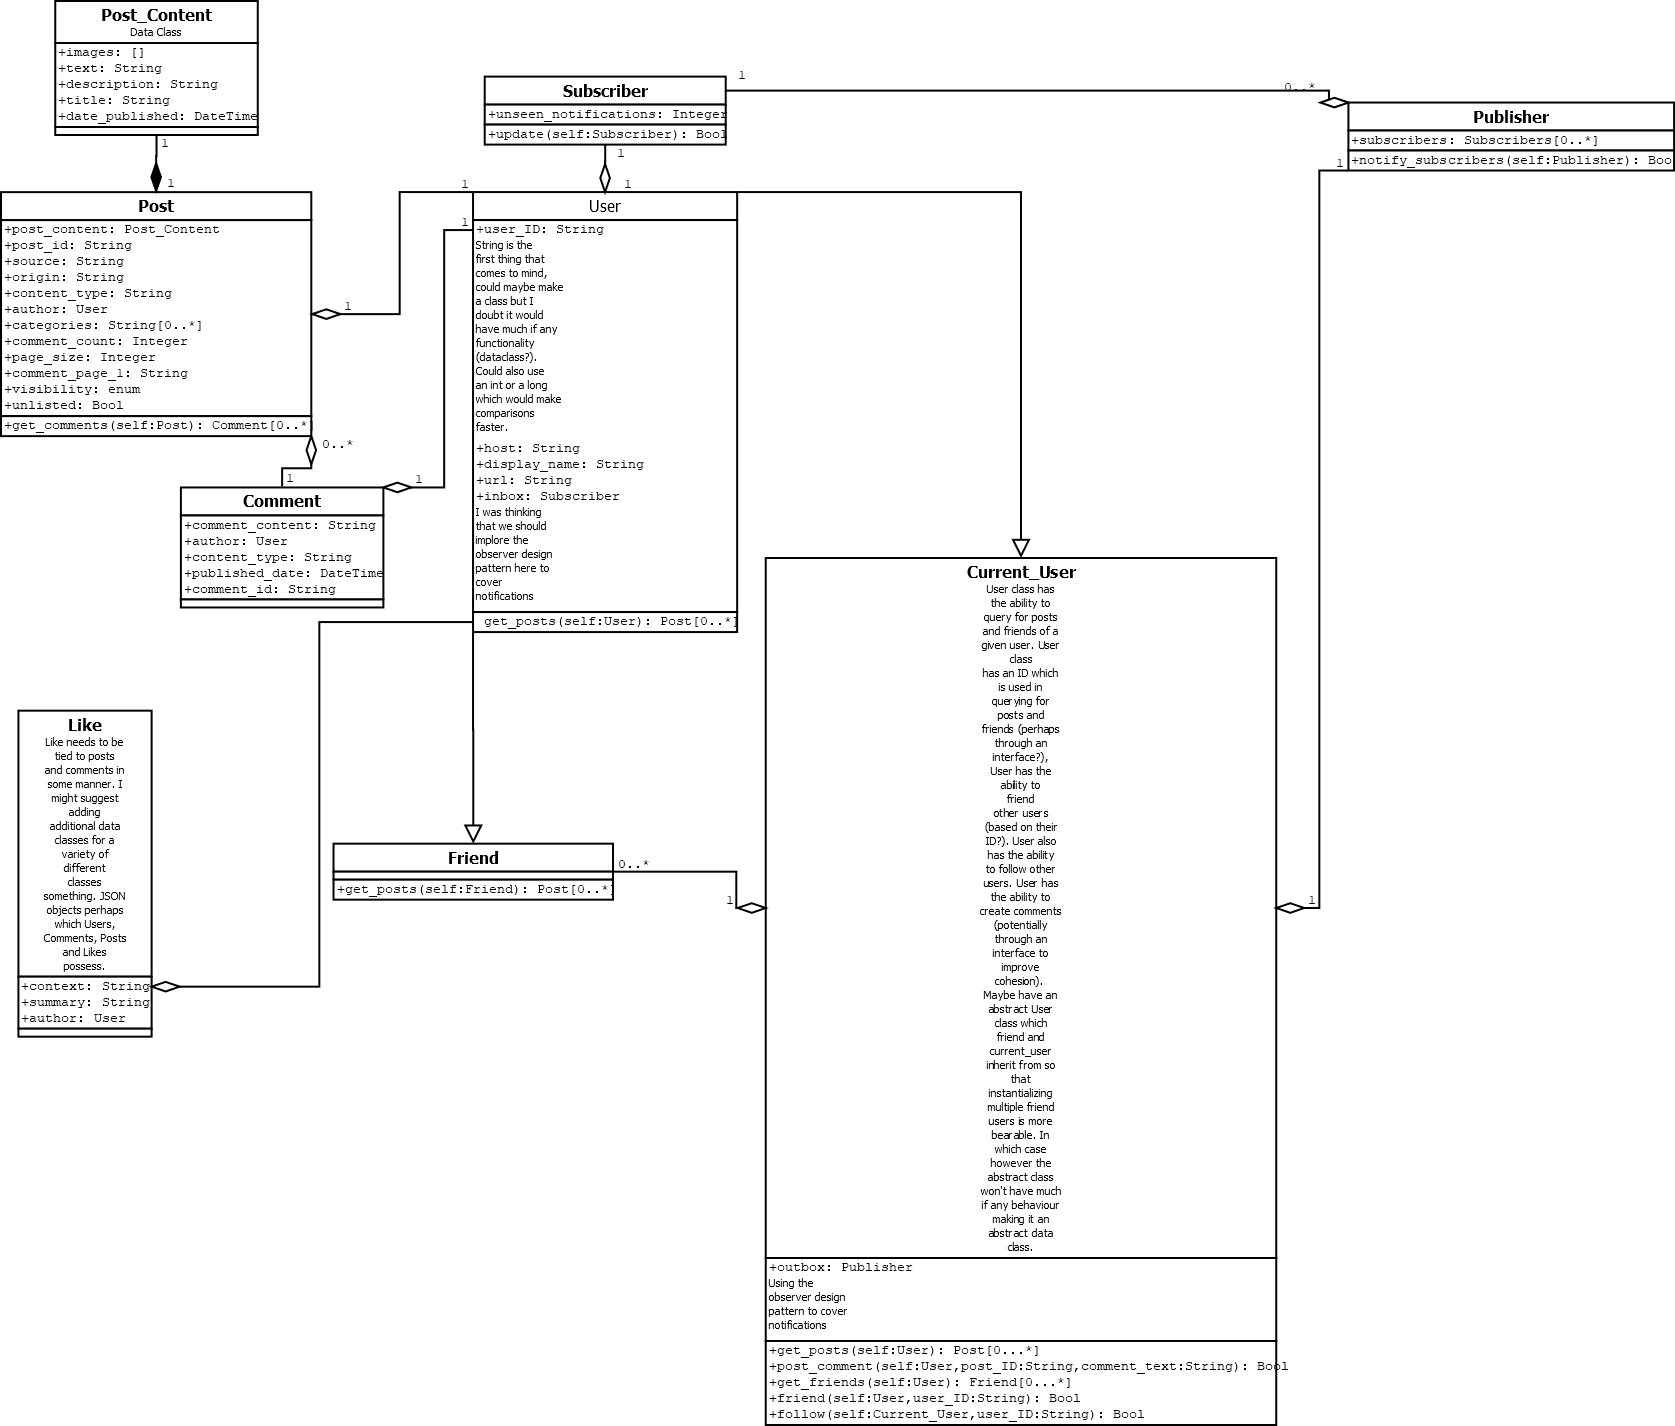 Post_Content
Data Class
+images: []
+text: String
+description: String
+title: String
+date_published: DateTime
1
1
Subscriber
+unseen_notifications: Integer
+update(self:Subscriber): Bool
1
0..*
1
1
Publisher
+subscribers: Subscribers[0..*]
+notify_subscribers(self:Publisher): Boo
1
Post
+post_content: Post_Content
+post_id: String
+source: String
+origin: String
+content_type: String
+author: User
+categories: String[0..*]
+comment_count: Integer
+page_size: Integer
+comment_page_1: String
+visibility: enum
+unlisted: Bool
+get_comments(self:Post): Comment[0..*]
1
1
1
1
0..*
1
User
+user_ID: String
String is the
first thing that
comes to mind,
could maybe make
a class but I
doubt it would
have much if any
functionality
(dataclass?).
Could also use
an int or a long
which would make
comparisons
faster.
+host: String
+display_name: String
+url: String
+inbox: Subscriber
I was thinking
that we should
implore the
observer design
pattern here to
cover
notifications
get_posts(self:User): Post[0..*]
Comment
+comment_content: String
+author: User
+content_type: String
+published_date: DateTime
+comment_id: String
Like
Like needs to be
tied to posts
and comments in
some manner. I
might suggest
adding
additional data
classes for a
variety of
different
classes
something. JSON
objects perhaps
which Users,
Comments, Posts
and Likes
possess.
+context: String
+summary: String
+author: User
Friend
+get_posts(self:Friend): Post[0..*]
0..*
1
1
Current_User
User class has
the ability to
query for posts
and friends of a
given user. User
class
has an ID which
is used in
querying for
posts and
friends (perhaps
through an
interface?),
User has the
ability to
friend
other users
(based on their
ID?). User also
has the ability
to follow other
users. User has
the ability to
create comments
(potentially
through an
interface to
improve
cohesion).
Maybe have an
abstract User
class which
friend and
current_user
inherit from so
that
instantializing
multiple friend
users is more
bearable. In
which case
however the
abstract class
won't have much
if any behaviour
making it an
abstract data
class.
+outbox: Publisher
Using the
observer design
pattern to cover
notifications
+get_posts(self:User): Post[0...*]
+post_comment(self:User,post_ID:String,comment_text:String): Bool
+get_friends(self:User): Friend[0...*]
+friend(self:User,user_ID:String): Bool
+follow(self:Current_User,user_ID:String): Bool